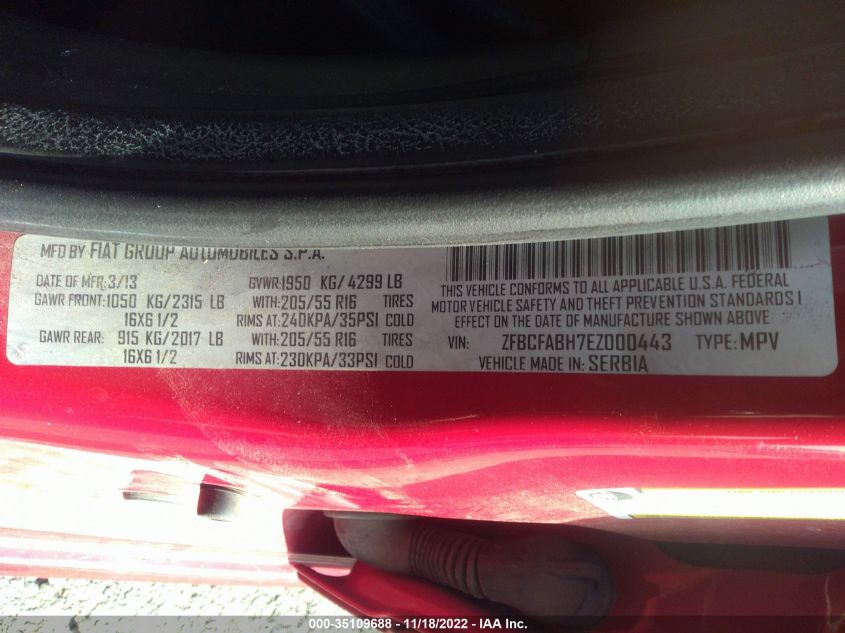 MFD BY FIAT GROUP AUTOMOBILES S.P.A.
DATE OF MFR: 3/13 GVWR: 1950 KG/ 4299 LB
GAWR FRONT: 1050 KG/2315 LB WITH: 205/55 R16 TIRES
16X6 1/2 RIMS AT: 240KPA/35PSI COLD
GAWR REAR: 915 KG/2017 LB WITH: 205/55 R16 TIRES
16X6 1/2 RIMS AT: 230KPA/33PSI COLD
THIS VEHICLE CONFORMS TO ALL APPLICABLE U.S.A. FEDERAL
MOTOR VEHICLE SAFETY AND THEFT PREVENTION STANDARDS I
EFFECT ON THE DATE OF MANUFACTURE SHOWN ABOVE
VIN: ZFBCFABH7EZ000443 TYPE: MPV
VEHICLE MADE IN: SERBIA
000-35109688 - 11/18/2022 - IAA Inc.